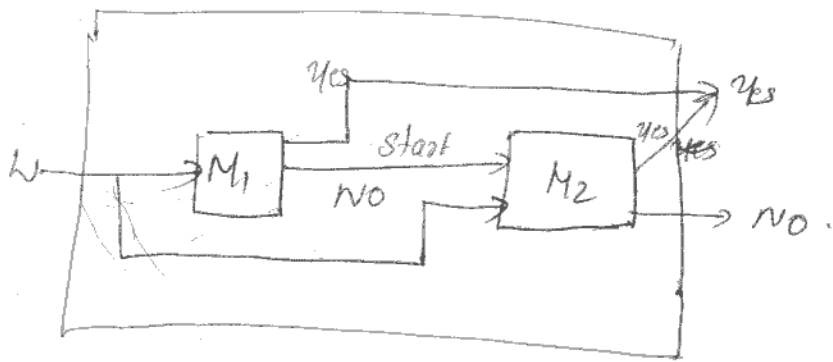 Yes
Yes
Start
yes
yes
W
M1
NO
M2
NO.